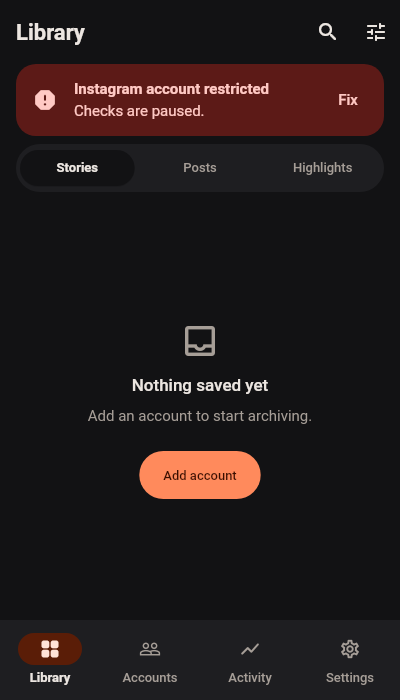 Library
Instagram account restricted
Checks are paused.
Fix
Stories
Posts
Highlights
Nothing saved yet
Add an account to start archiving.
Add account
Library
Accounts
Activity
Settings